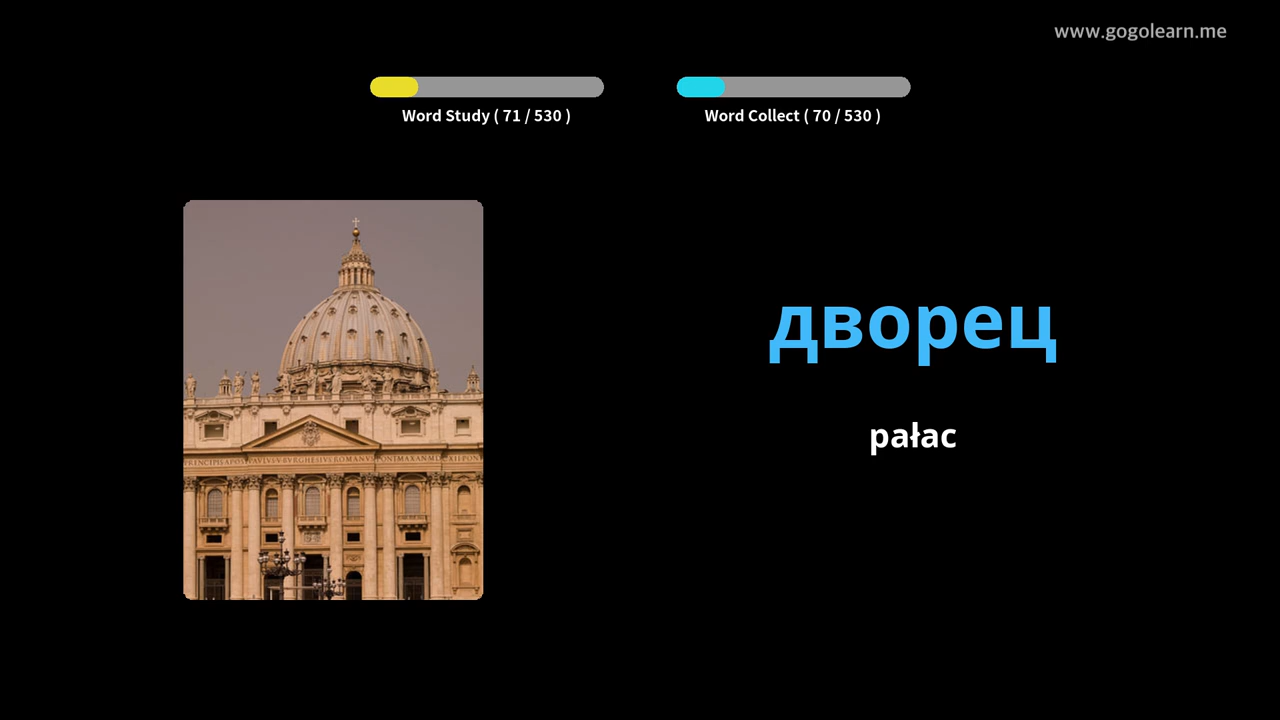 www.gogolearn.me
Word Study ( 71 / 530 )
Word Collect ( 70 / 530 )
дворец
pałac